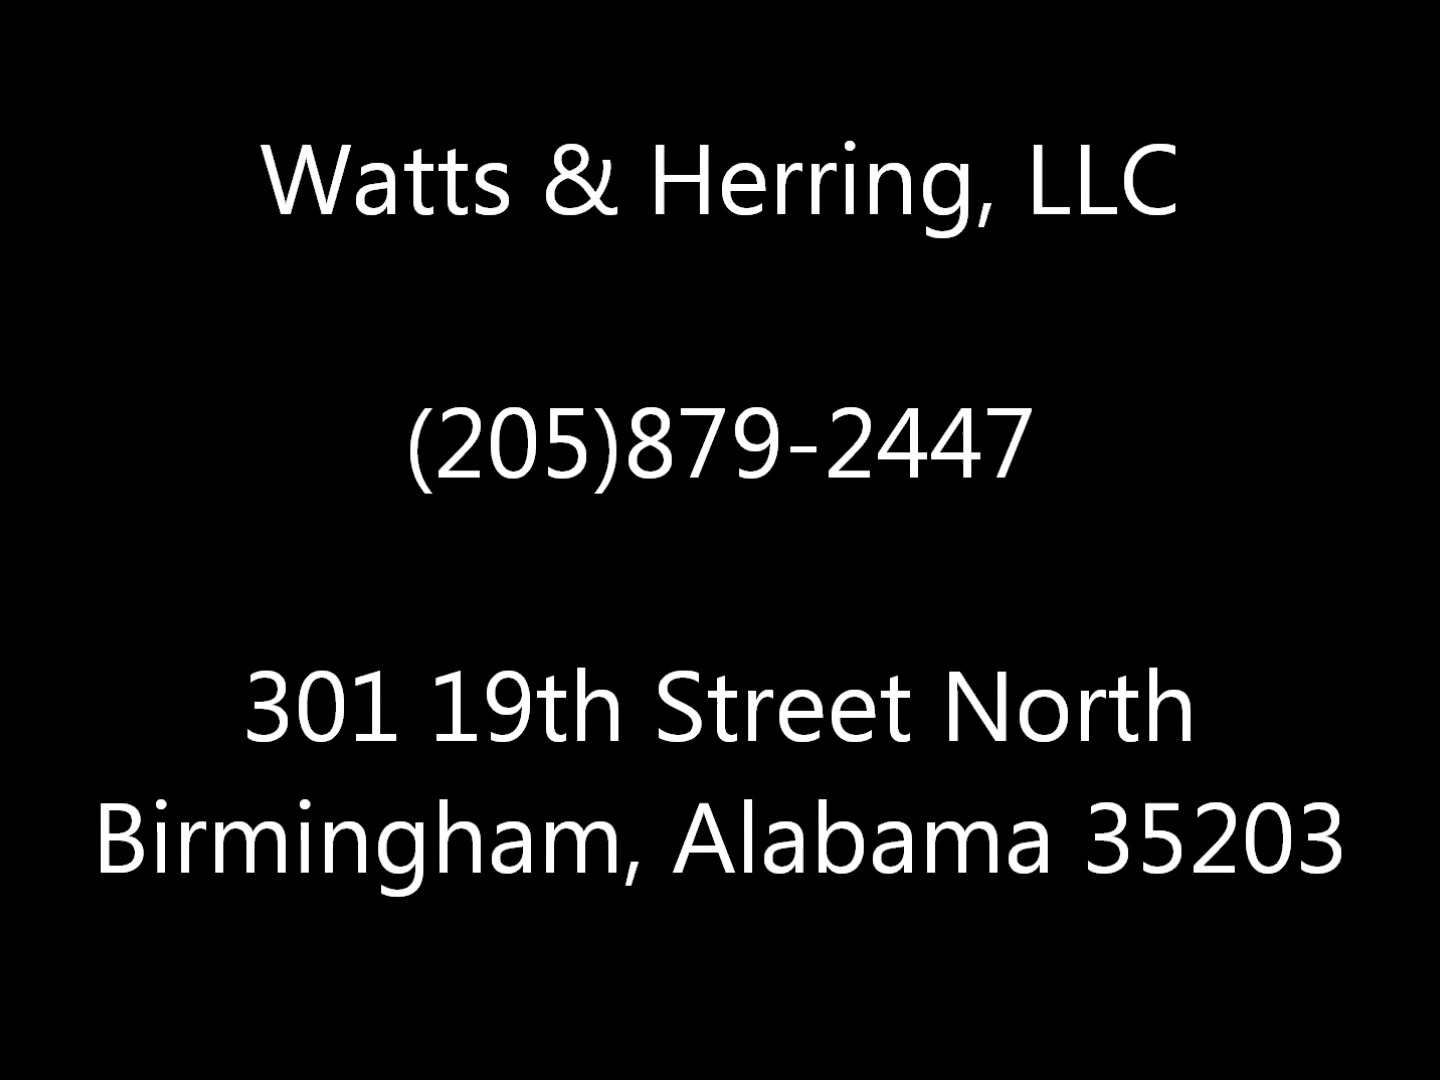 Watts & Herring, LLC
(205)879-2447
301 19th Street North
Birmingham, Alabama 35203